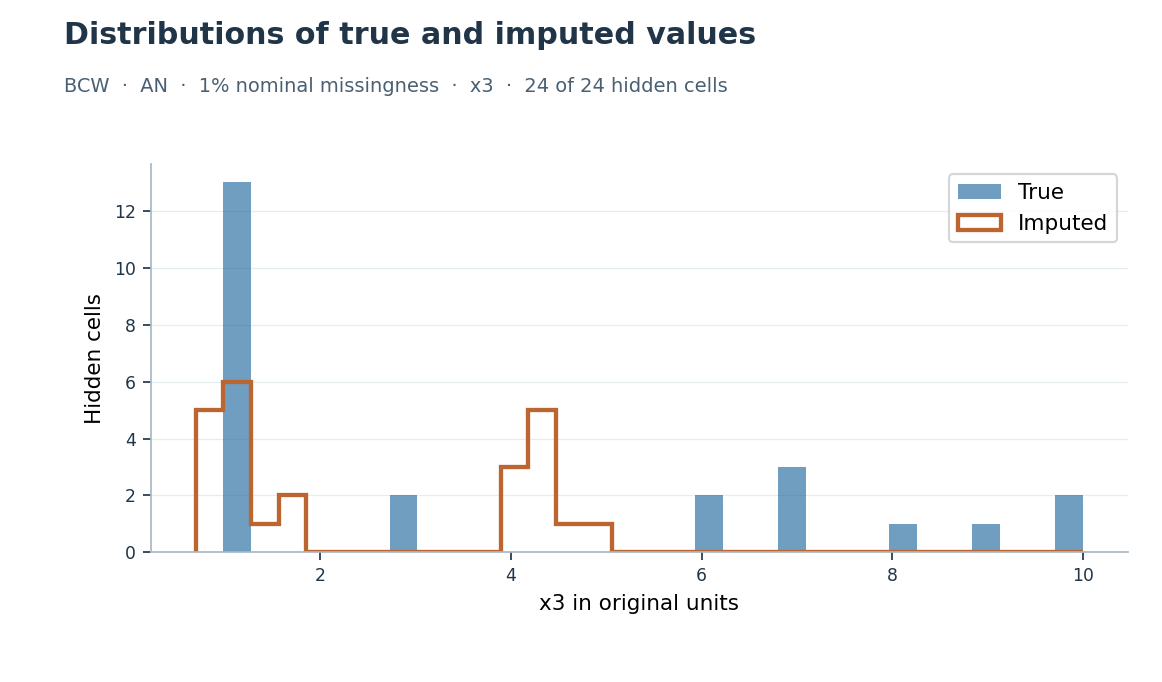 Distributions of true and imputed values
BCW · AN · 1% nominal missingness · x3 · 24 of 24 hidden cells
True
Imputed
Hidden cells
12
10
8
6
4
2
0
2 4 6 8 10
x3 in original units